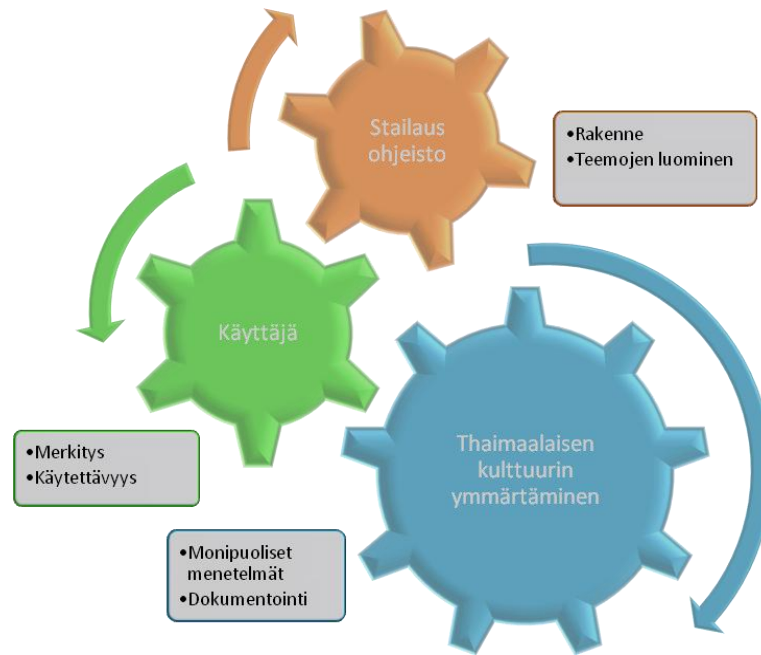 Stailaus
ohjeisto
•Rakenne
•Teemojen luominen
Käyttäjä
•Merkitys
•Käytettävyys
Thaimaalaisen
kulttuurin
ymmärtäminen
•Monipuoliset
menetelmät
•Dokumentointi